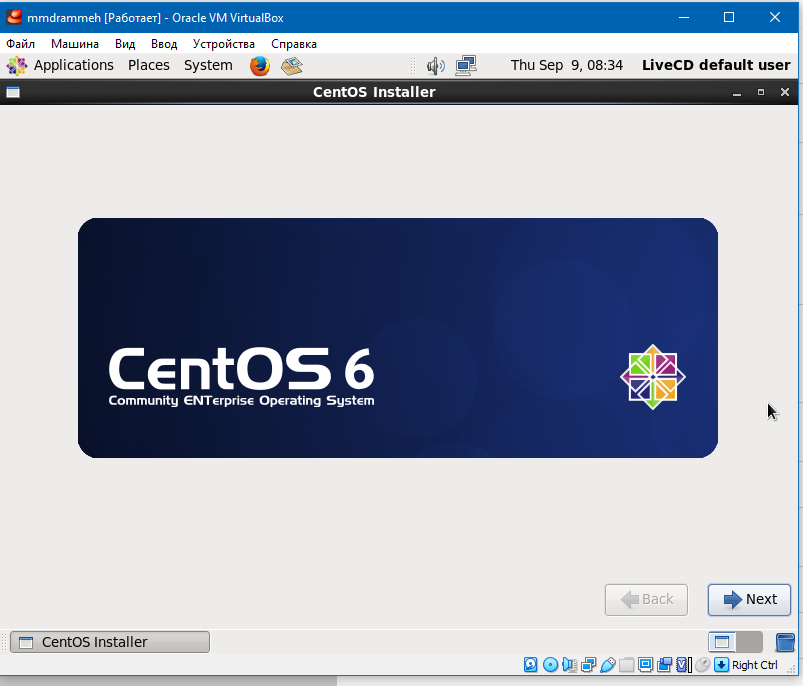 mmdrammeh [Работает] - Oracle VM VirtualBox
Файл Машина Вид Ввод Устройства Справка
Applications Places System Thu Sep 9, 08:34 LiveCD default user
CentOS Installer
CentOS 6
Community ENTerprise Operating System
Back Next
CentOS Installer
Right Ctrl